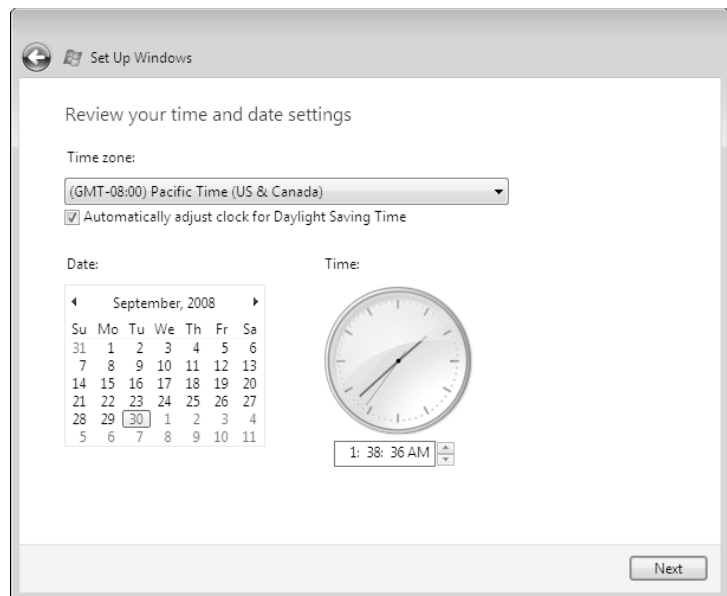 Set Up Windows
Review your time and date settings
Time zone:
(GMT-08:00) Pacific Time (US & Canada)
Automatically adjust clock for Daylight Saving Time
Date:
Time:
September, 2008
Su Mo Tu We Th Fr Sa
31 1 2 3 4 5 6
7 8 9 10 11 12 13
14 15 16 17 18 19 20
21 22 23 24 25 26 27
28 29 30 1 2 3 4
5 6 7 8 9 10 11
1: 38: 36 AM
Next